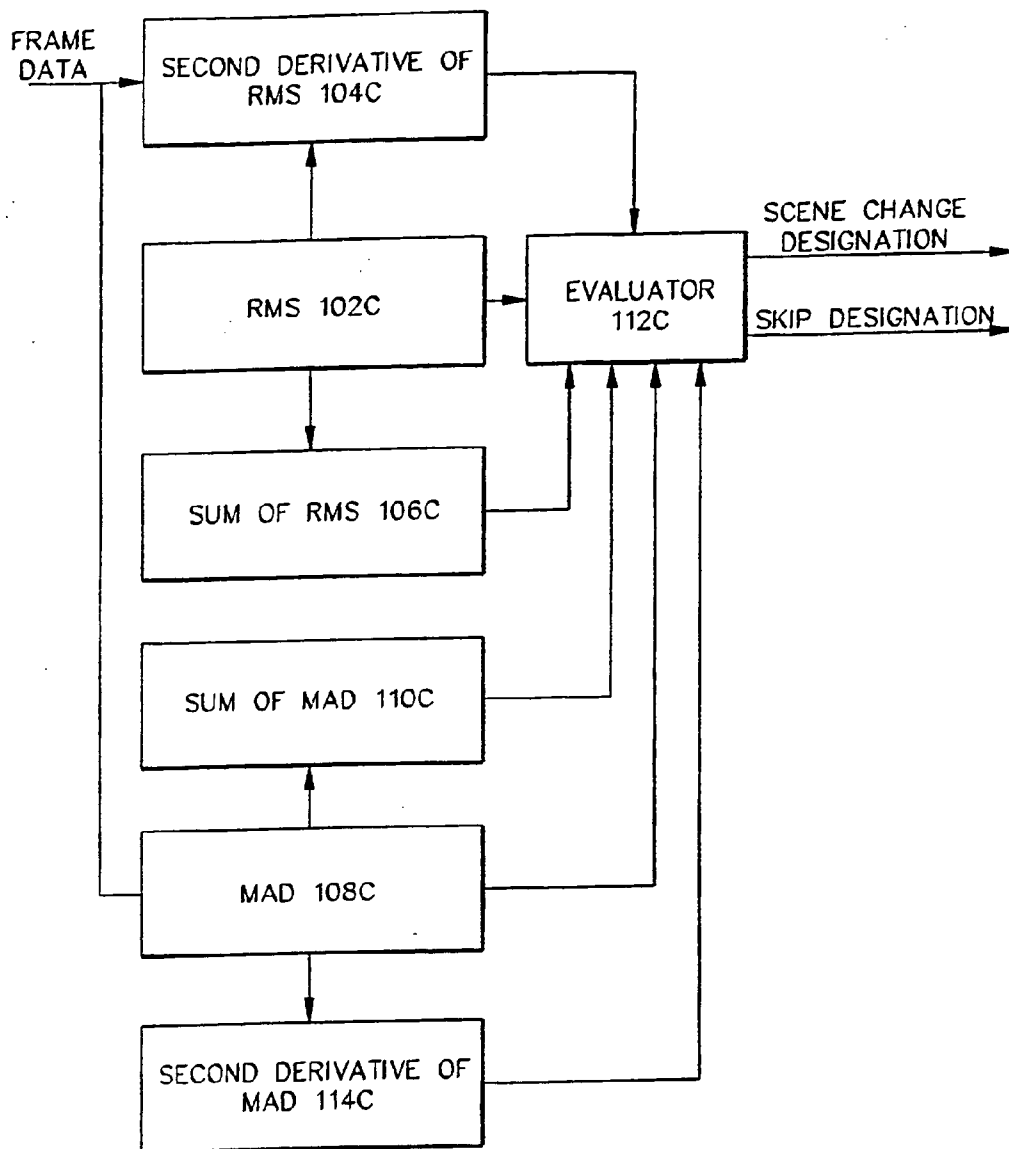 FRAME
DATA
SECOND DERIVATIVE OF
RMS 104C
RMS 102C
SUM OF RMS 106C
SUM OF MAD 110C
MAD 108C
SECOND DERIVATIVE OF
MAD 114C
EVALUATOR
112C
SCENE CHANGE
DESIGNATION
SKIP DESIGNATION